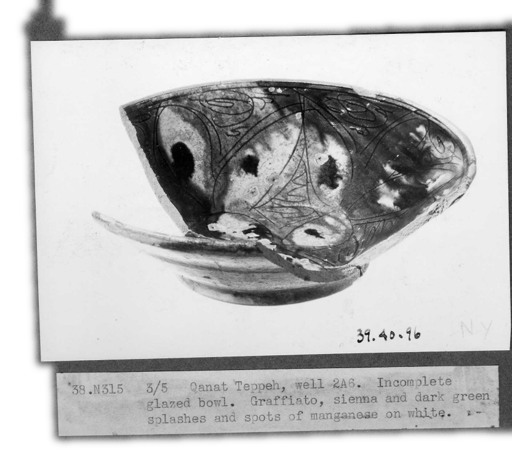 39.40.96
NY
'38.N315 3/5 Qanat Teppeh, well 2A6. Incomplete
glazed bowl. Graffiato, sienna and dark green
splashes and spots of manganese on white.